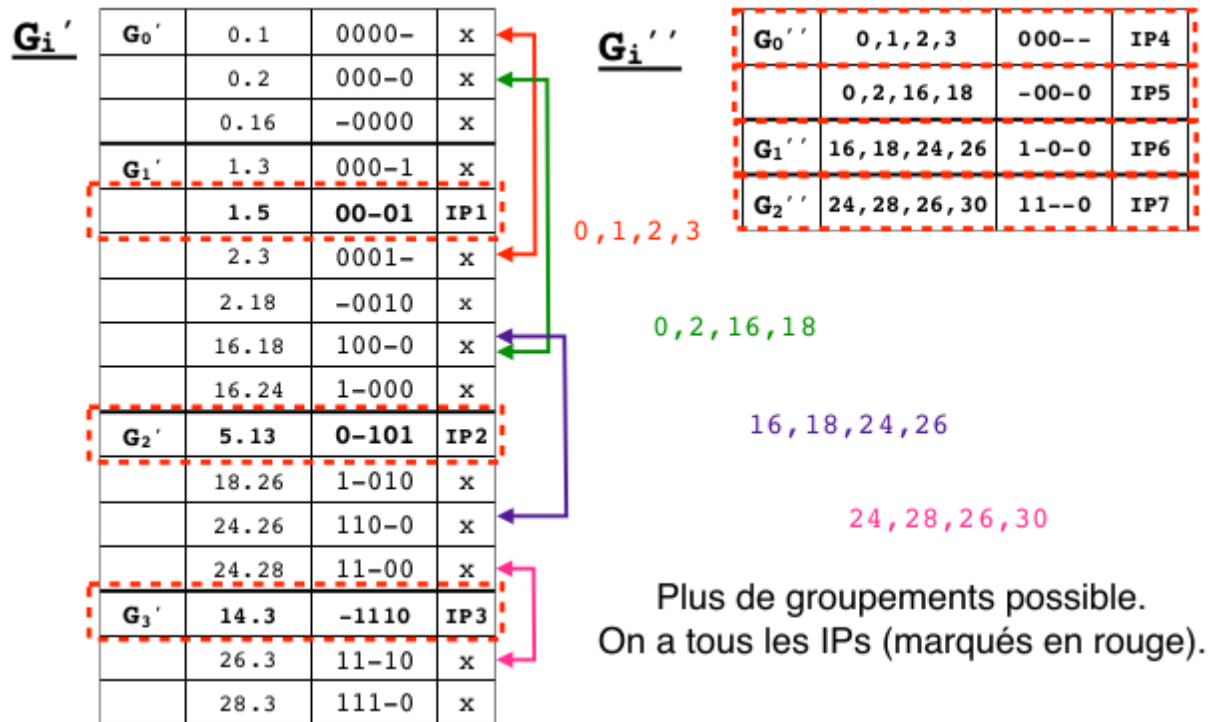 Gᵢ′
G₀′ 0.1 0000- x
0.2 000-0 x
0.16 -0000 x
G₁′ 1.3 000-1 x
1.5 00-01 IP1
2.3 0001- x
2.18 -0010 x
16.18 100-0 x
16.24 1-000 x
G₂′ 5.13 0-101 IP2
18.26 1-010 x
24.26 110-0 x
24.28 11-00 x
G₃′ 14.3 -1110 IP3
26.3 11-10 x
28.3 111-0 x
Gᵢ′′
G₀′′ 0,1,2,3 000-- IP4
0,2,16,18 -00-0 IP5
G₁′′ 16,18,24,26 1-0-0 IP6
G₂′′ 24,28,26,30 11--0 IP7
0,1,2,3
0,2,16,18
16,18,24,26
24,28,26,30
Plus de groupements possible.
On a tous les IPs (marqués en rouge).